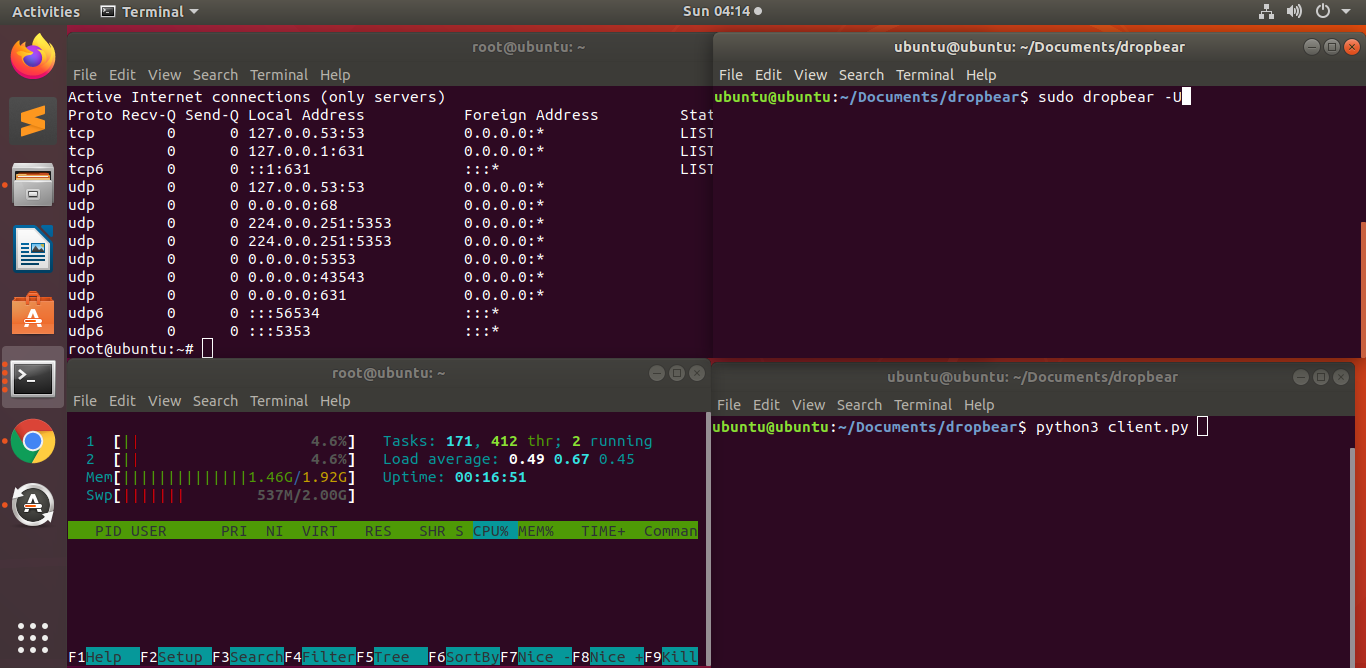 Activities Terminal Sun 04:14
root@ubuntu: ~
File Edit View Search Terminal Help
Active Internet connections (only servers)
Proto Recv-Q Send-Q Local Address Foreign Address Stat
tcp 0 0 127.0.0.53:53 0.0.0.0:* LIST
tcp 0 0 127.0.0.1:631 0.0.0.0:* LIST
tcp6 0 0 ::1:631 :::* LIST
udp 0 0 127.0.0.53:53 0.0.0.0:*
udp 0 0 0.0.0.0:68 0.0.0.0:*
udp 0 0 224.0.0.251:5353 0.0.0.0:*
udp 0 0 224.0.0.251:5353 0.0.0.0:*
udp 0 0 0.0.0.0:5353 0.0.0.0:*
udp 0 0 0.0.0.0:43543 0.0.0.0:*
udp 0 0 0.0.0.0:631 0.0.0.0:*
udp6 0 0 :::56534 :::*
udp6 0 0 :::5353 :::*
root@ubuntu:~#
ubuntu@ubuntu: ~/Documents/dropbear
File Edit View Search Terminal Help
ubuntu@ubuntu:~/Documents/dropbear$ sudo dropbear -U
root@ubuntu: ~
File Edit View Search Terminal Help
1 [|| 4.6%] Tasks: 171, 412 thr; 2 running
2 [|| 4.6%] Load average: 0.49 0.67 0.45
Mem[||||||||||||||1.46G/1.92G] Uptime: 00:16:51
Swp[||||||| 537M/2.00G]
PID USER PRI NI VIRT RES SHR S CPU% MEM% TIME+ Comman
F1Help F2Setup F3SearchF4FilterF5Tree F6SortByF7Nice -F8Nice +F9Kill
ubuntu@ubuntu: ~/Documents/dropbear
File Edit View Search Terminal Help
ubuntu@ubuntu:~/Documents/dropbear$ python3 client.py